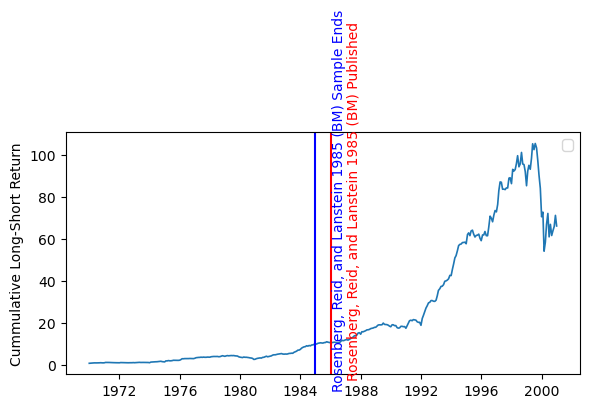 Rosenberg, Reid, and Lanstein 1985 (BM) Sample Ends
Rosenberg, Reid, and Lanstein 1985 (BM) Published
Cummulative Long-Short Return
100
80
60
40
20
0
1972 1976 1980 1984 1988 1992 1996 2000